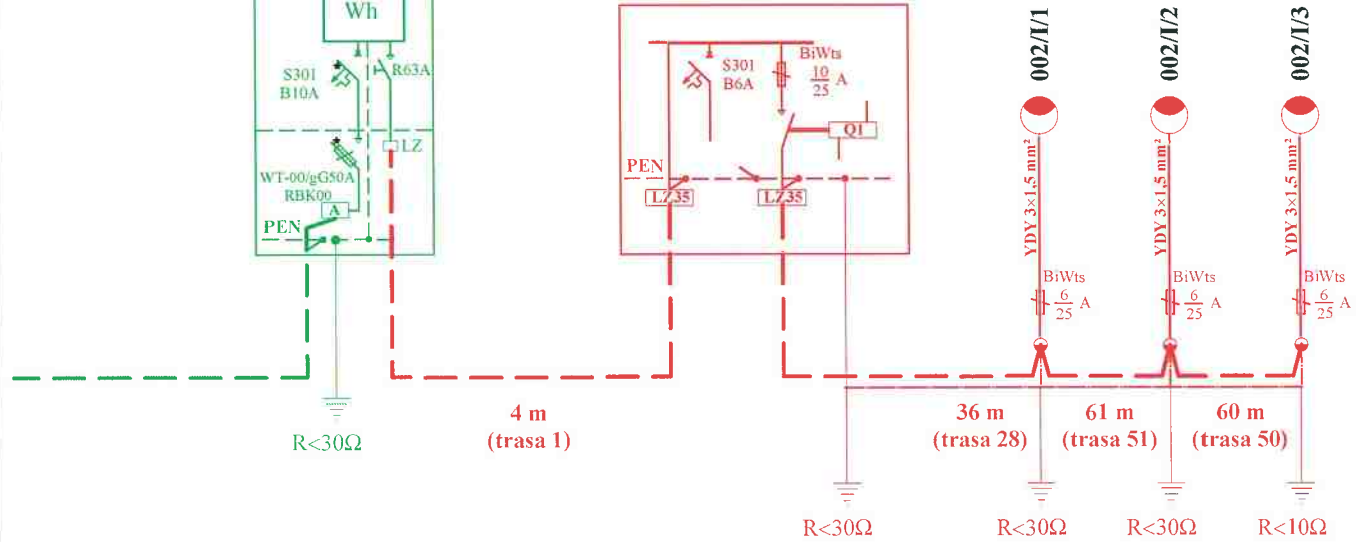 Wh
S301
B10A
R63A
LZ
WT-00/gG50A
RBK00
A
PEN
R<30Ω
4 m
(trasa 1)
S301
B6A
BiWts
10
25
A
Q1
PEN
LZ35
LZ35
R<30Ω
002/I/1
002/I/2
002/I/3
YDY 3×1,5 mm²
YDY 3×1,5 mm²
YDY 3×1,5 mm²
BiWts
6
25
A
BiWts
6
25
A
BiWts
6
25
A
36 m
(trasa 28)
61 m
(trasa 51)
60 m
(trasa 50)
R<30Ω
R<30Ω
R<10Ω